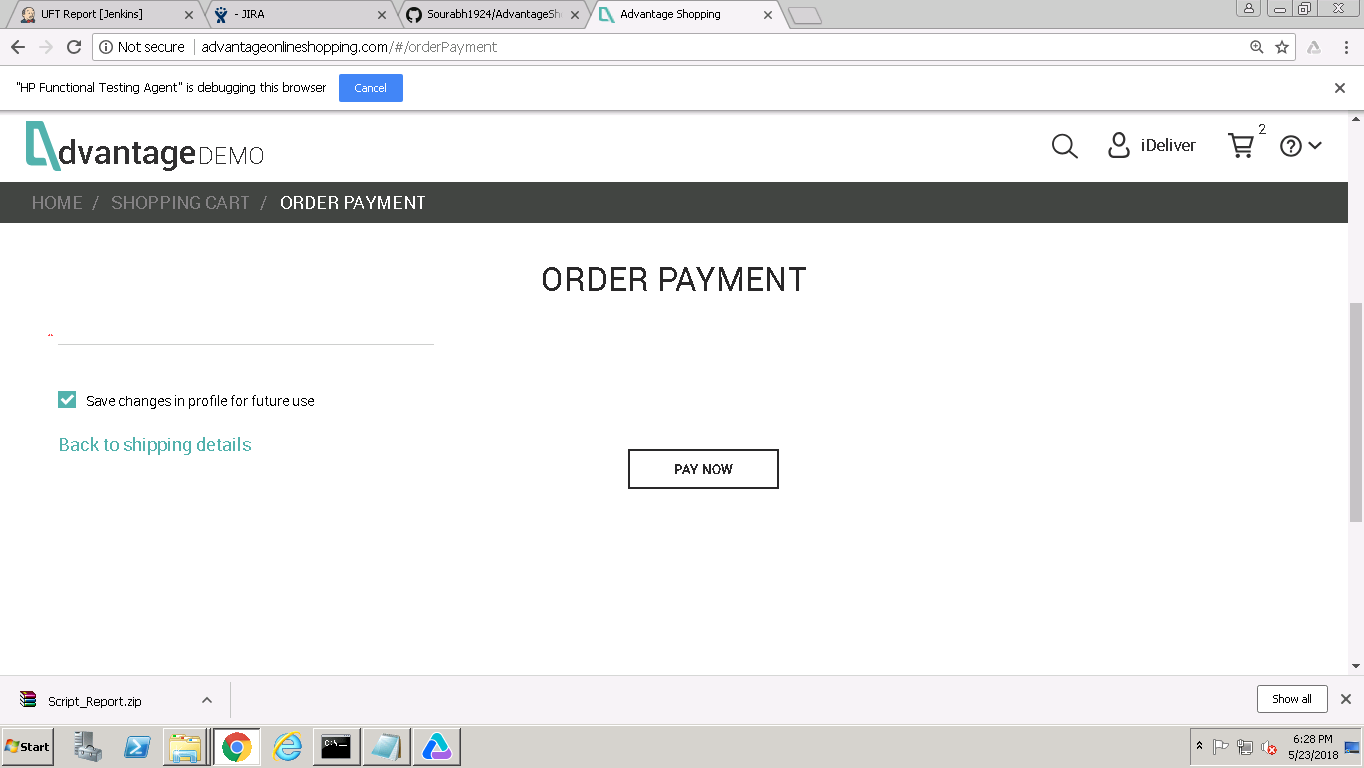 UFT Report [Jenkins]
- JIRA
Sourabh1924/AdvantageSh
Advantage Shopping
Not secure
advantageonlineshopping.com/#/orderPayment
"HP Functional Testing Agent" is debugging this browser
Cancel
dvantage DEMO
iDeliver
2
HOME / SHOPPING CART / ORDER PAYMENT
ORDER PAYMENT
Save changes in profile for future use
Back to shipping details
PAY NOW
Script_Report.zip
Show all
Start
C:\
6:28 PM
5/23/2018